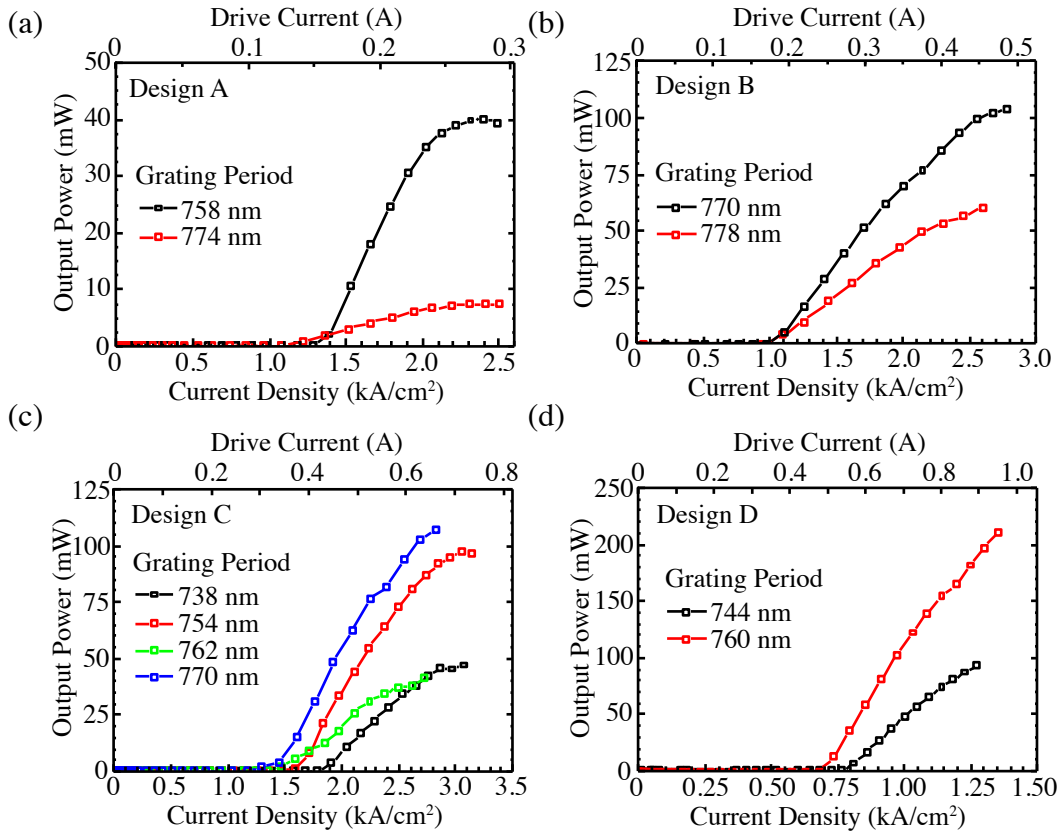 (a)
Drive Current (A)
0 0.1 0.2 0.3
50
40
30
20
10
0
Output Power (mW)
Design A
Grating Period
758 nm
774 nm
0 0.5 1.0 1.5 2.0 2.5
Current Density (kA/cm²)
(b)
Drive Current (A)
0 0.1 0.2 0.3 0.4 0.5
125
100
75
50
25
0
Output Power (mW)
Design B
Grating Period
770 nm
778 nm
0 0.5 1.0 1.5 2.0 2.5 3.0
Current Density (kA/cm²)
(c)
Drive Current (A)
0 0.2 0.4 0.6 0.8
125
100
75
50
25
0
Output Power (mW)
Design C
Grating Period
738 nm
754 nm
762 nm
770 nm
0 0.5 1.0 1.5 2.0 2.5 3.0 3.5
Current Density (kA/cm²)
(d)
Drive Current (A)
0 0.2 0.4 0.6 0.8 1.0
250
200
150
100
50
0
Output Power (mW)
Design D
Grating Period
744 nm
760 nm
0 0.25 0.50 0.75 1.00 1.25 1.50
Current Density (kA/cm²)